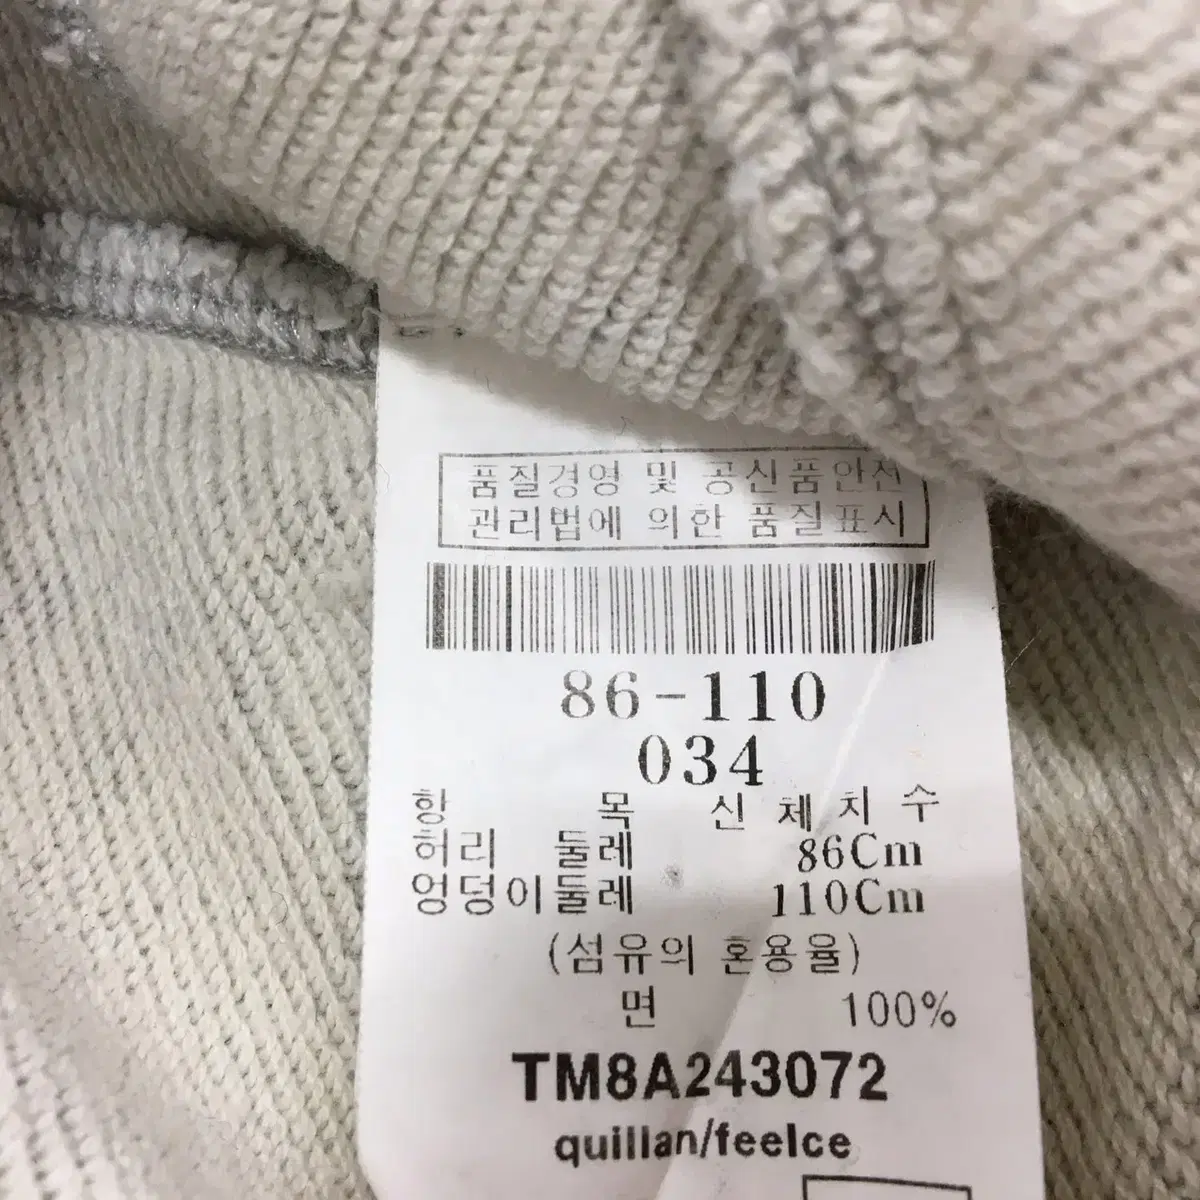 품질경영 및 공신품안전
관리법에 의한 품질표시
86-110
034
항 목 신체치수
허리 둘레 86Cm
엉덩이둘레 110Cm
(섬유의 혼용율)
면 100%
TM8A243072
quillan/feelce